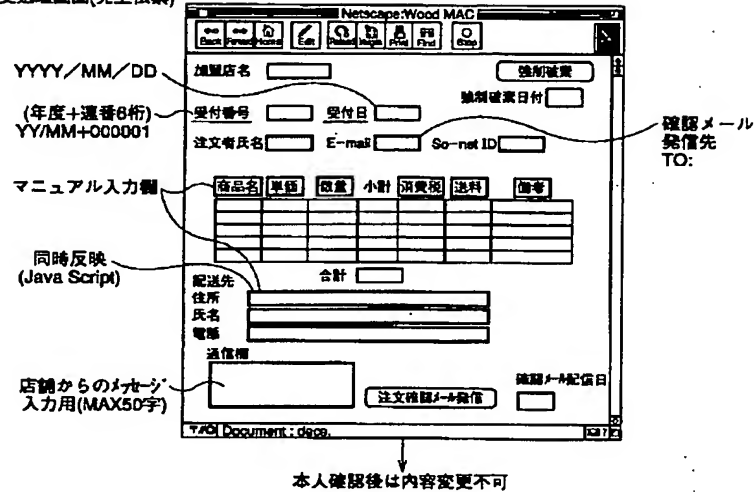 Netscape:Wood MAC
Back Forward Home Edit Reload Images Print Find Stop
加盟店名 強制破棄
YYYY/MM/DD
強制破棄日付
(年度+連番6桁)
YY/MM+000001
受付番号 受付日
注文者氏名 E-mail So-net ID
確認メール
発信先
TO:
マニュアル入力欄
商品名 単価 数量 小計 消費税 送料 備考
同時反映
(Java Script)
合計
配送先
住所
氏名
電話
通信欄
店舗からのメッセージ
入力用(MAX50字)
注文確認メール発信
確認メール配信日
Document : dece.
本人確認後は内容変更不可